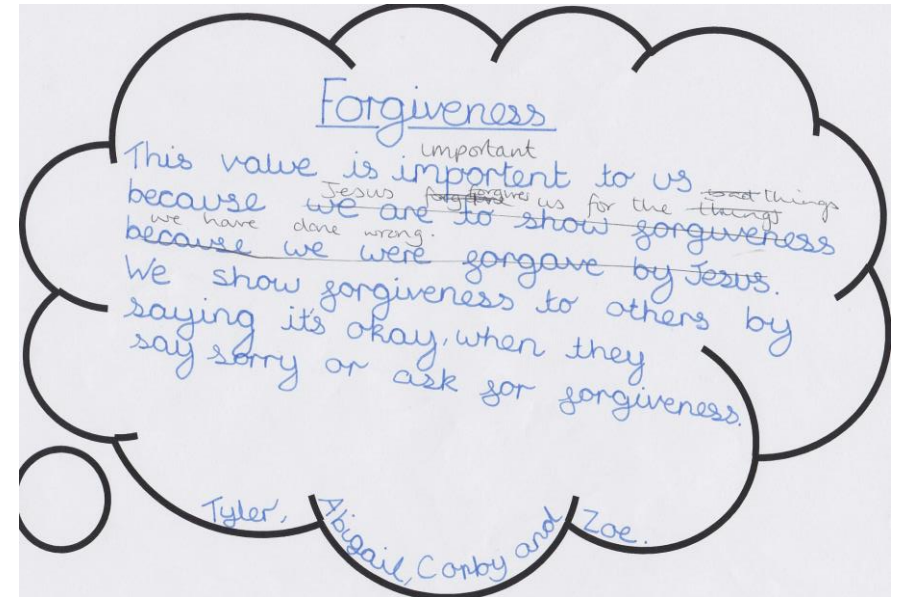 Forgiveness
important
This value is importent to us
Jesus forgive us for the things things
because we are to show forgiveness
we have done wrong.
because we were forgave by Jesus.
We show forgiveness to others by
saying it's okay, when they
say sorry or ask for forgiveness.
Tyler, Abigail, Corby and Zoe.